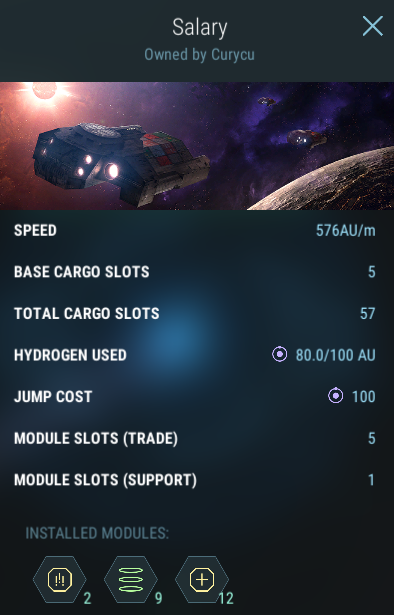 Salary
Owned by Curycu
SPEED 576AU/m
BASE CARGO SLOTS 5
TOTAL CARGO SLOTS 57
HYDROGEN USED 80.0/100 AU
JUMP COST 100
MODULE SLOTS (TRADE) 5
MODULE SLOTS (SUPPORT) 1
INSTALLED MODULES:
2 9 12